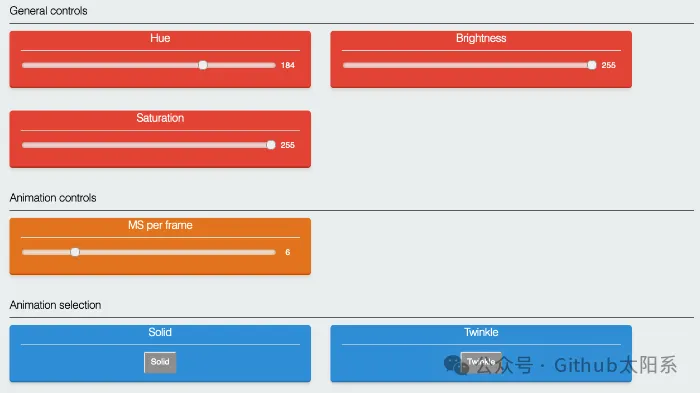 General controls
Hue
184
Brightness
255
Saturation
255
Animation controls
MS per frame
6
Animation selection
Solid
Solid
Twinkle
Twinkle
公众号 · Github太阳系